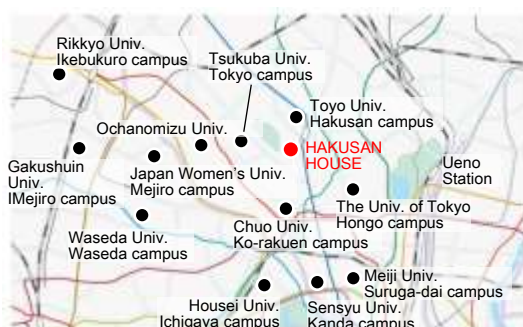 Rikkyo Univ.
Ikebukuro campus
Tsukuba Univ.
Tokyo campus
Toyo Univ.
Hakusan campus
Ochanomizu Univ.
HAKUSAN
HOUSE
Gakushuin
Univ.
IMejiro campus
Japan Women's Univ.
Mejiro campus
Ueno
Station
The Univ. of Tokyo
Hongo campus
Waseda Univ.
Waseda campus
Chuo Univ.
Ko-rakuen campus
Meiji Univ.
Suruga-dai campus
Housei Univ.
Ichigaya campus
Sensyu Univ.
Kanda campus